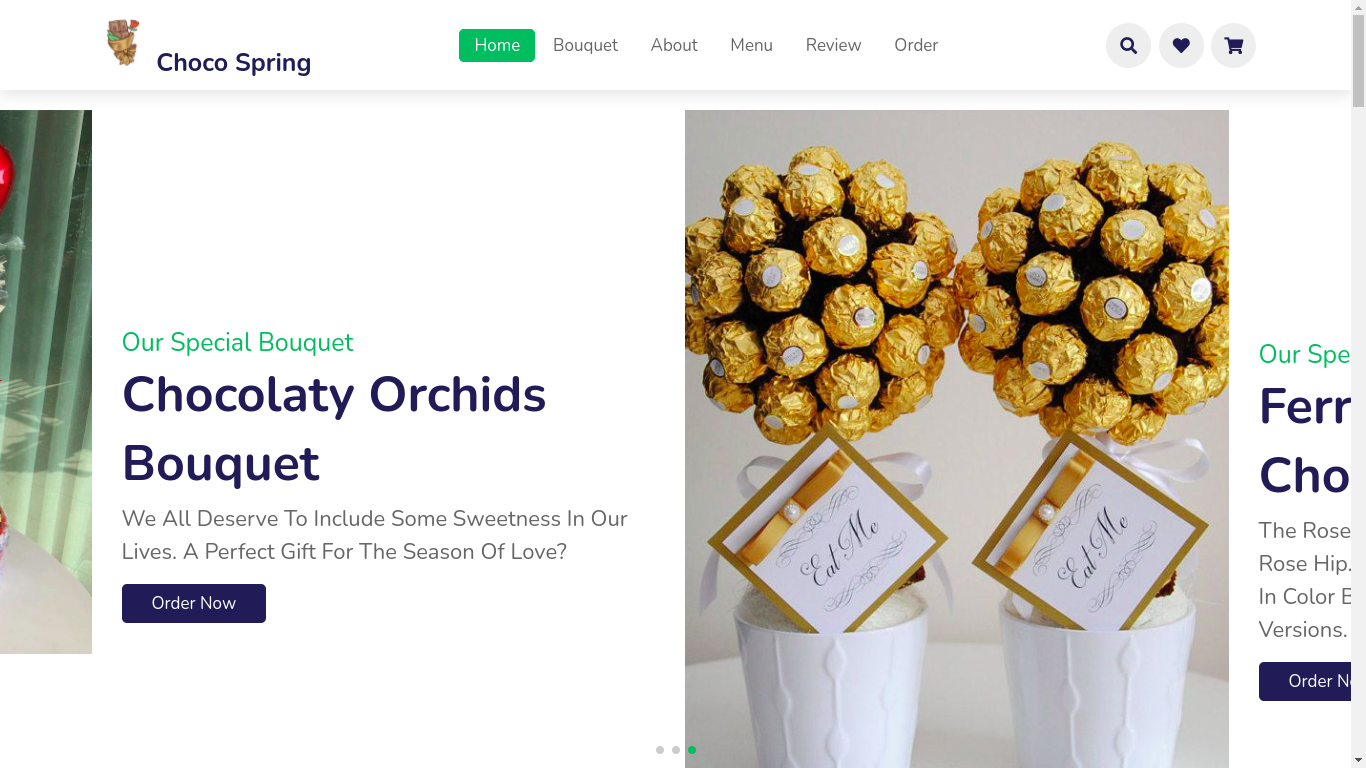 Choco Spring
Home
Bouquet
About
Menu
Review
Order
Our Special Bouquet
Chocolaty Orchids
Bouquet
We All Deserve To Include Some Sweetness In Our
Lives. A Perfect Gift For The Season Of Love?
Order Now
Eat Me
Eat Me
Our Spe
Ferr
Cho
The Rose
Rose Hip.
In Color B
Versions.
Order N